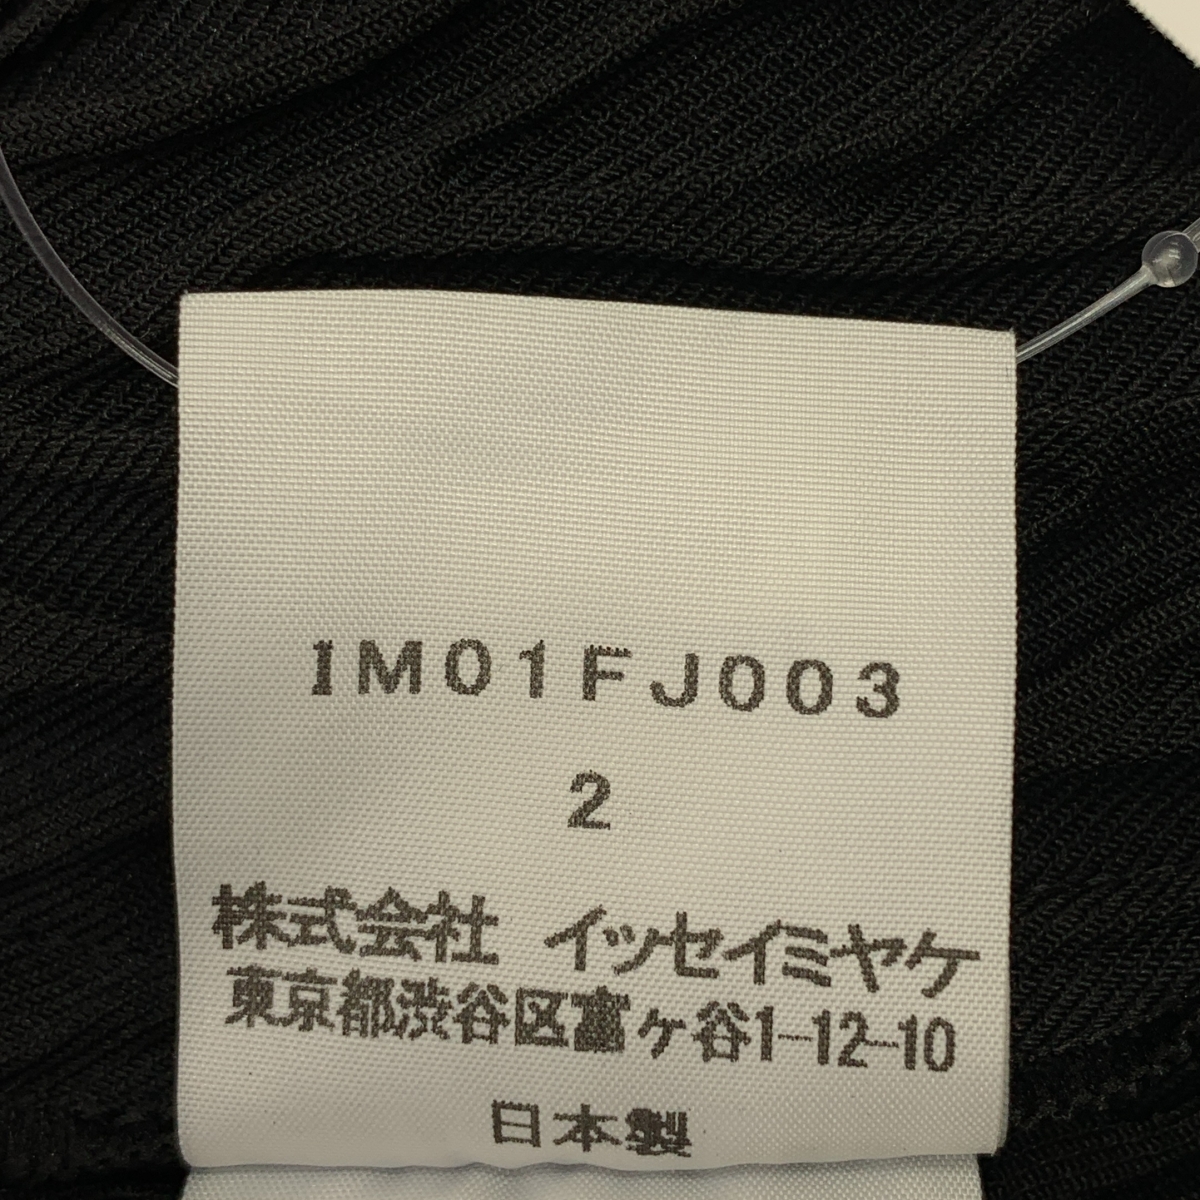 IM01FJ003
2
株式会社 イッセイミヤケ
東京都渋谷区富ヶ谷1-12-10
日本製